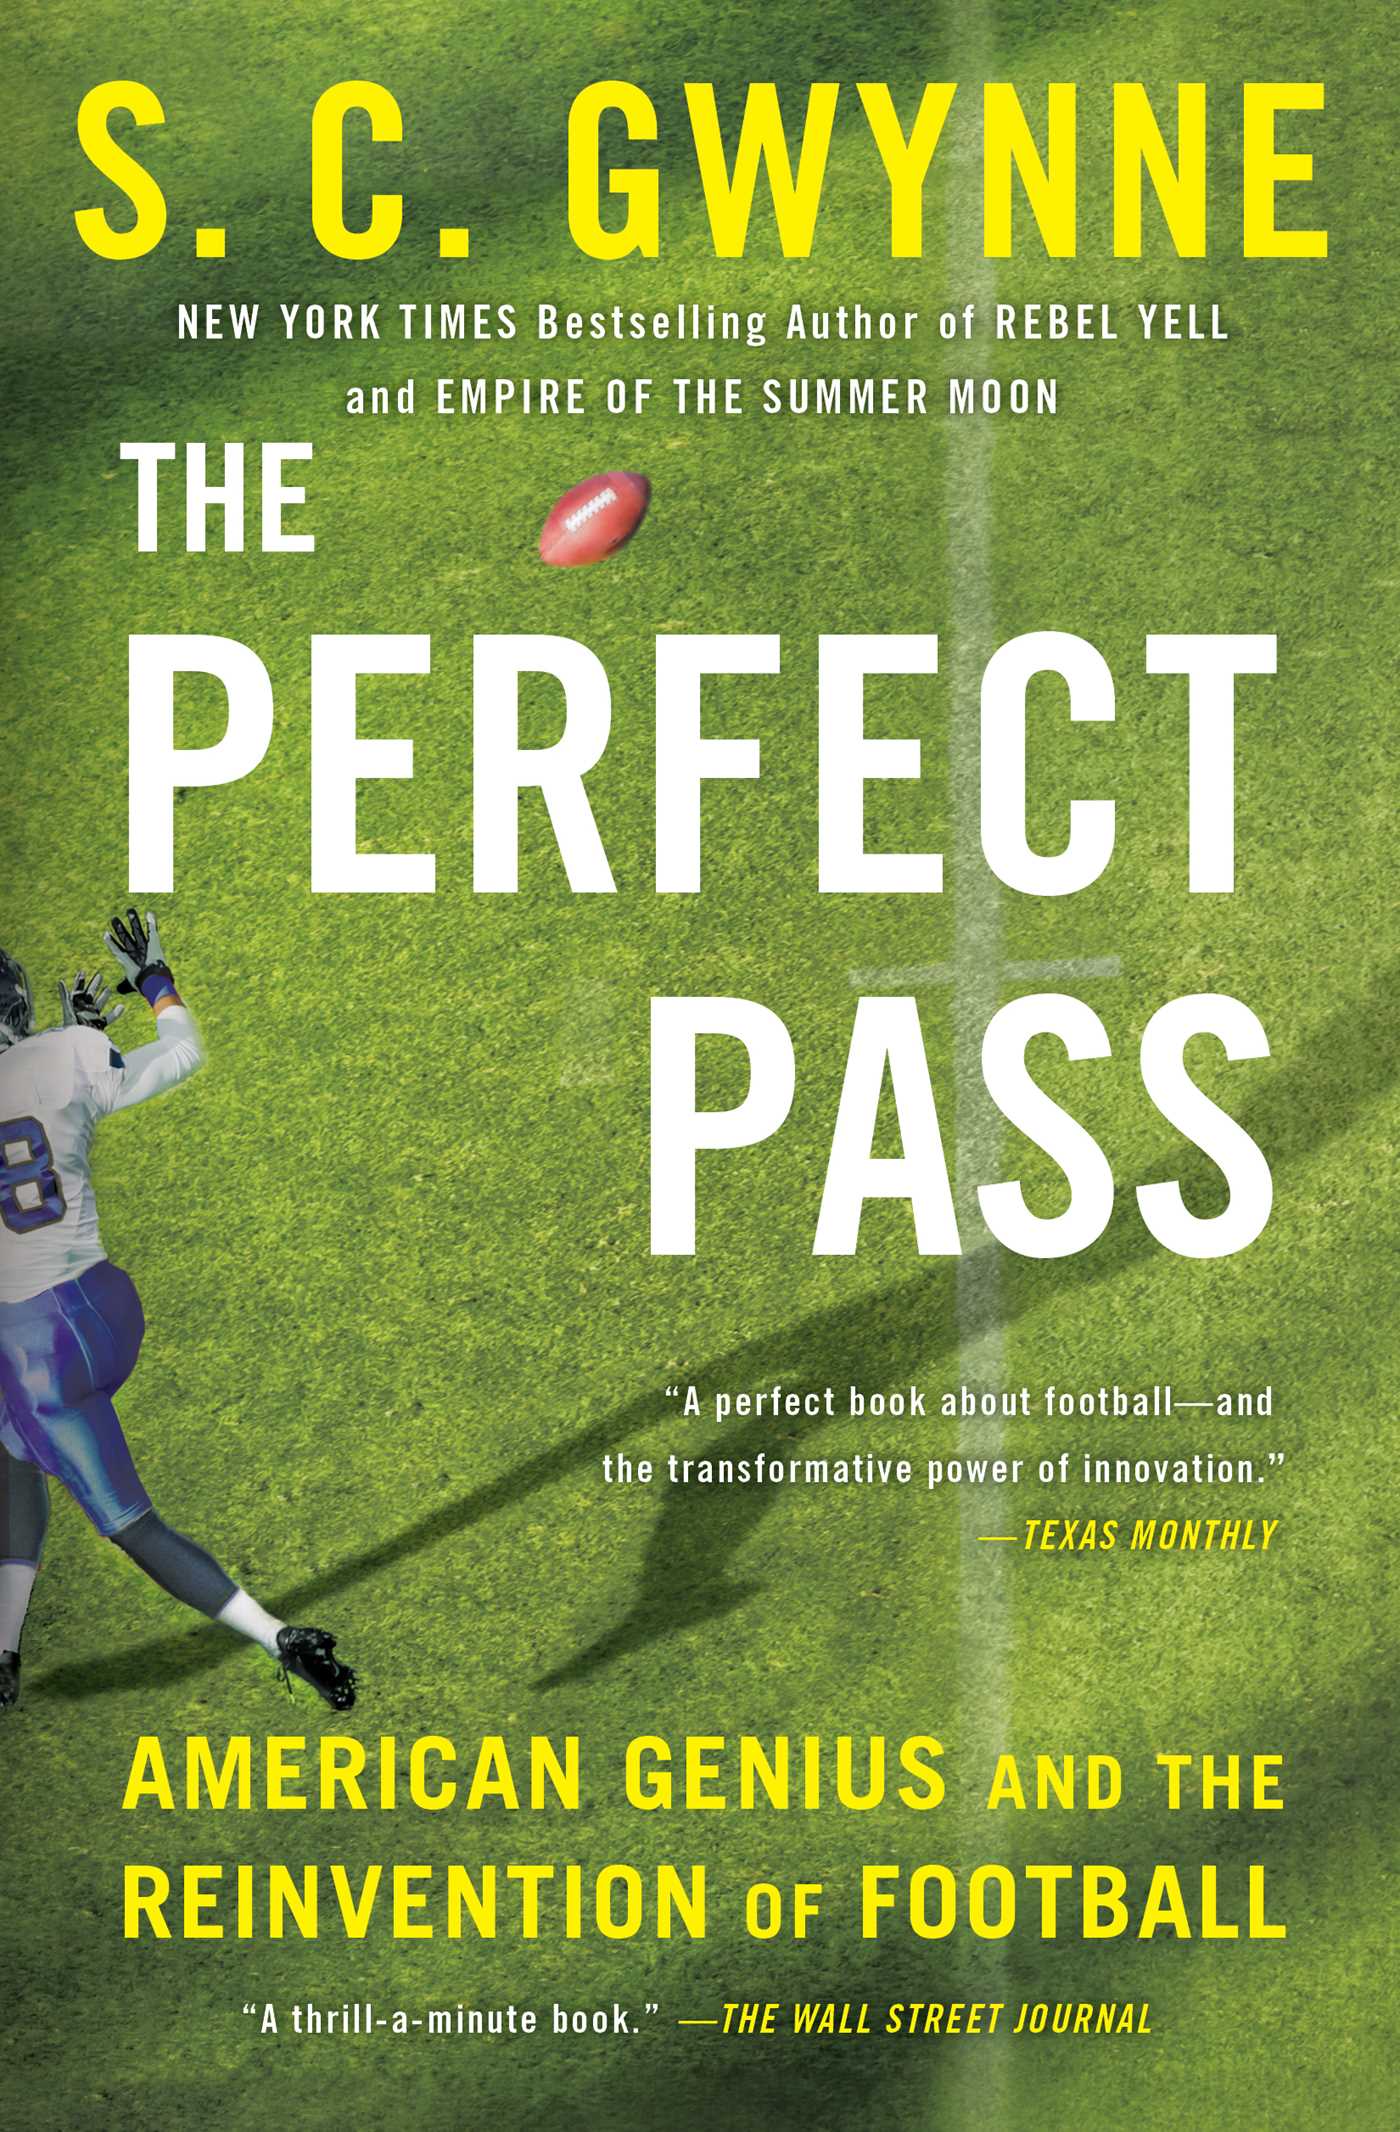 S. C. GWYNNE
NEW YORK TIMES Bestselling Author of REBEL YELL
and EMPIRE OF THE SUMMER MOON
THE
PERFECT
PASS
8
“A perfect book about football—and
the transformative power of innovation.”
—TEXAS MONTHLY
AMERICAN GENIUS AND THE
REINVENTION OF FOOTBALL
“A thrill-a-minute book.” —THE WALL STREET JOURNAL